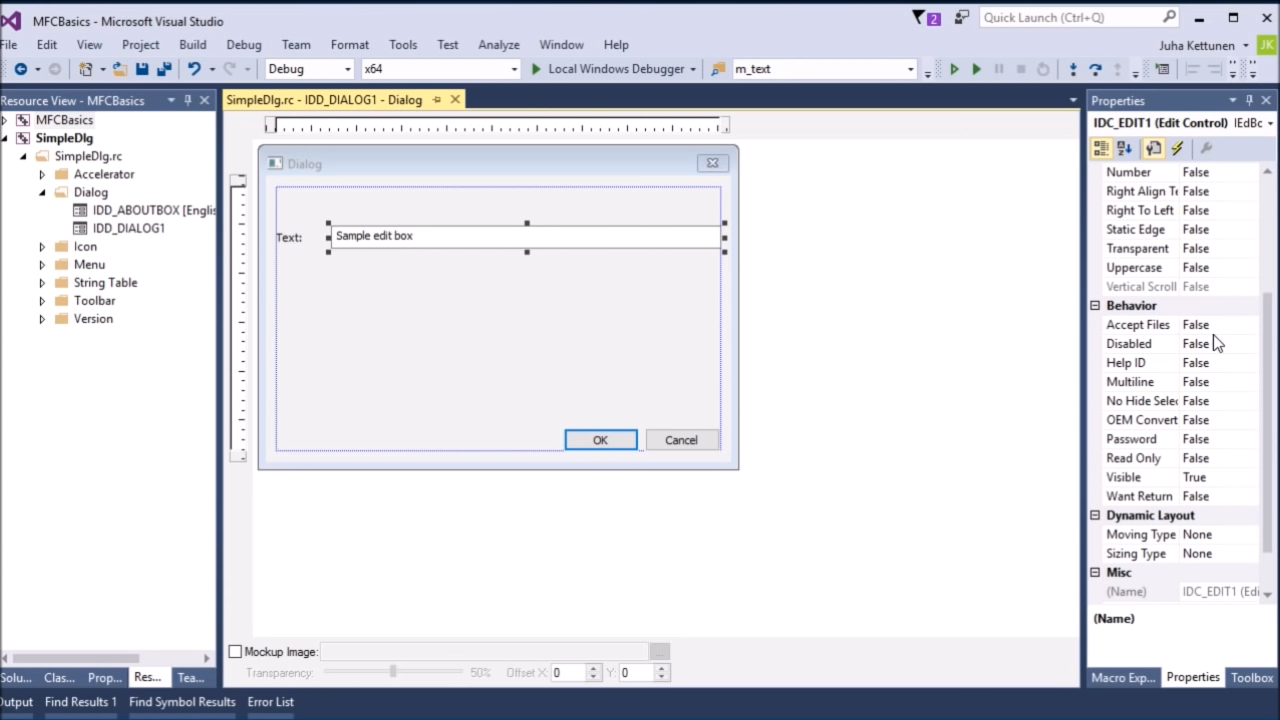 MFCBasics - Microsoft Visual Studio
2
Quick Launch (Ctrl+Q)
File Edit View Project Build Debug Team Format Tools Test Analyze Window Help
Juha Kettunen
JK
Debug
x64
Local Windows Debugger
m_text
Resource View - MFCBasics
SimpleDlg.rc - IDD_DIALOG1 - Dialog
MFCBasics
SimpleDlg
SimpleDlg.rc
Accelerator
Dialog
IDD_ABOUTBOX [Englis
IDD_DIALOG1
Icon
Menu
String Table
Toolbar
Version
Dialog
Text:
Sample edit box
OK
Cancel
Mockup Image:
...
Transparency:
50%
Offset X:
0
Y:
0
Properties
IDC_EDIT1 (Edit Control) IEdBc
Number False
Right Align Te False
Right To Left False
Static Edge False
Transparent False
Uppercase False
Vertical Scroll False
Behavior
Accept Files False
Disabled False
Help ID False
Multiline False
No Hide Selec False
OEM Convert False
Password False
Read Only False
Visible True
Want Return False
Dynamic Layout
Moving Type None
Sizing Type None
Misc
(Name) IDC_EDIT1 (Edi
(Name)
Solu... Clas... Prop... Res... Tea...
Macro Exp... Properties Toolbox
Output Find Results 1 Find Symbol Results Error List